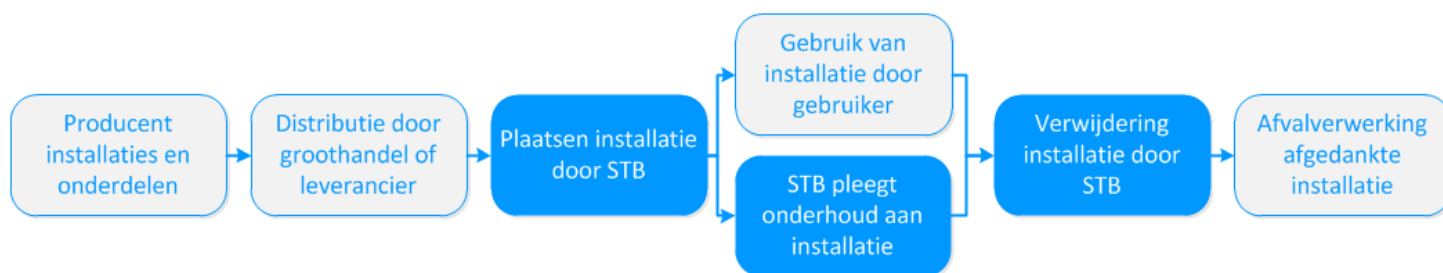 Producent
installaties en
onderdelen
Distributie door
groothandel of
leverancier
Plaatsen installatie
door STB
Gebruik van
installatie door
gebruiker
STB pleegt
onderhoud aan
installatie
Verwijdering
installatie door
STB
Afvalverwerking
afgedankte
installatie